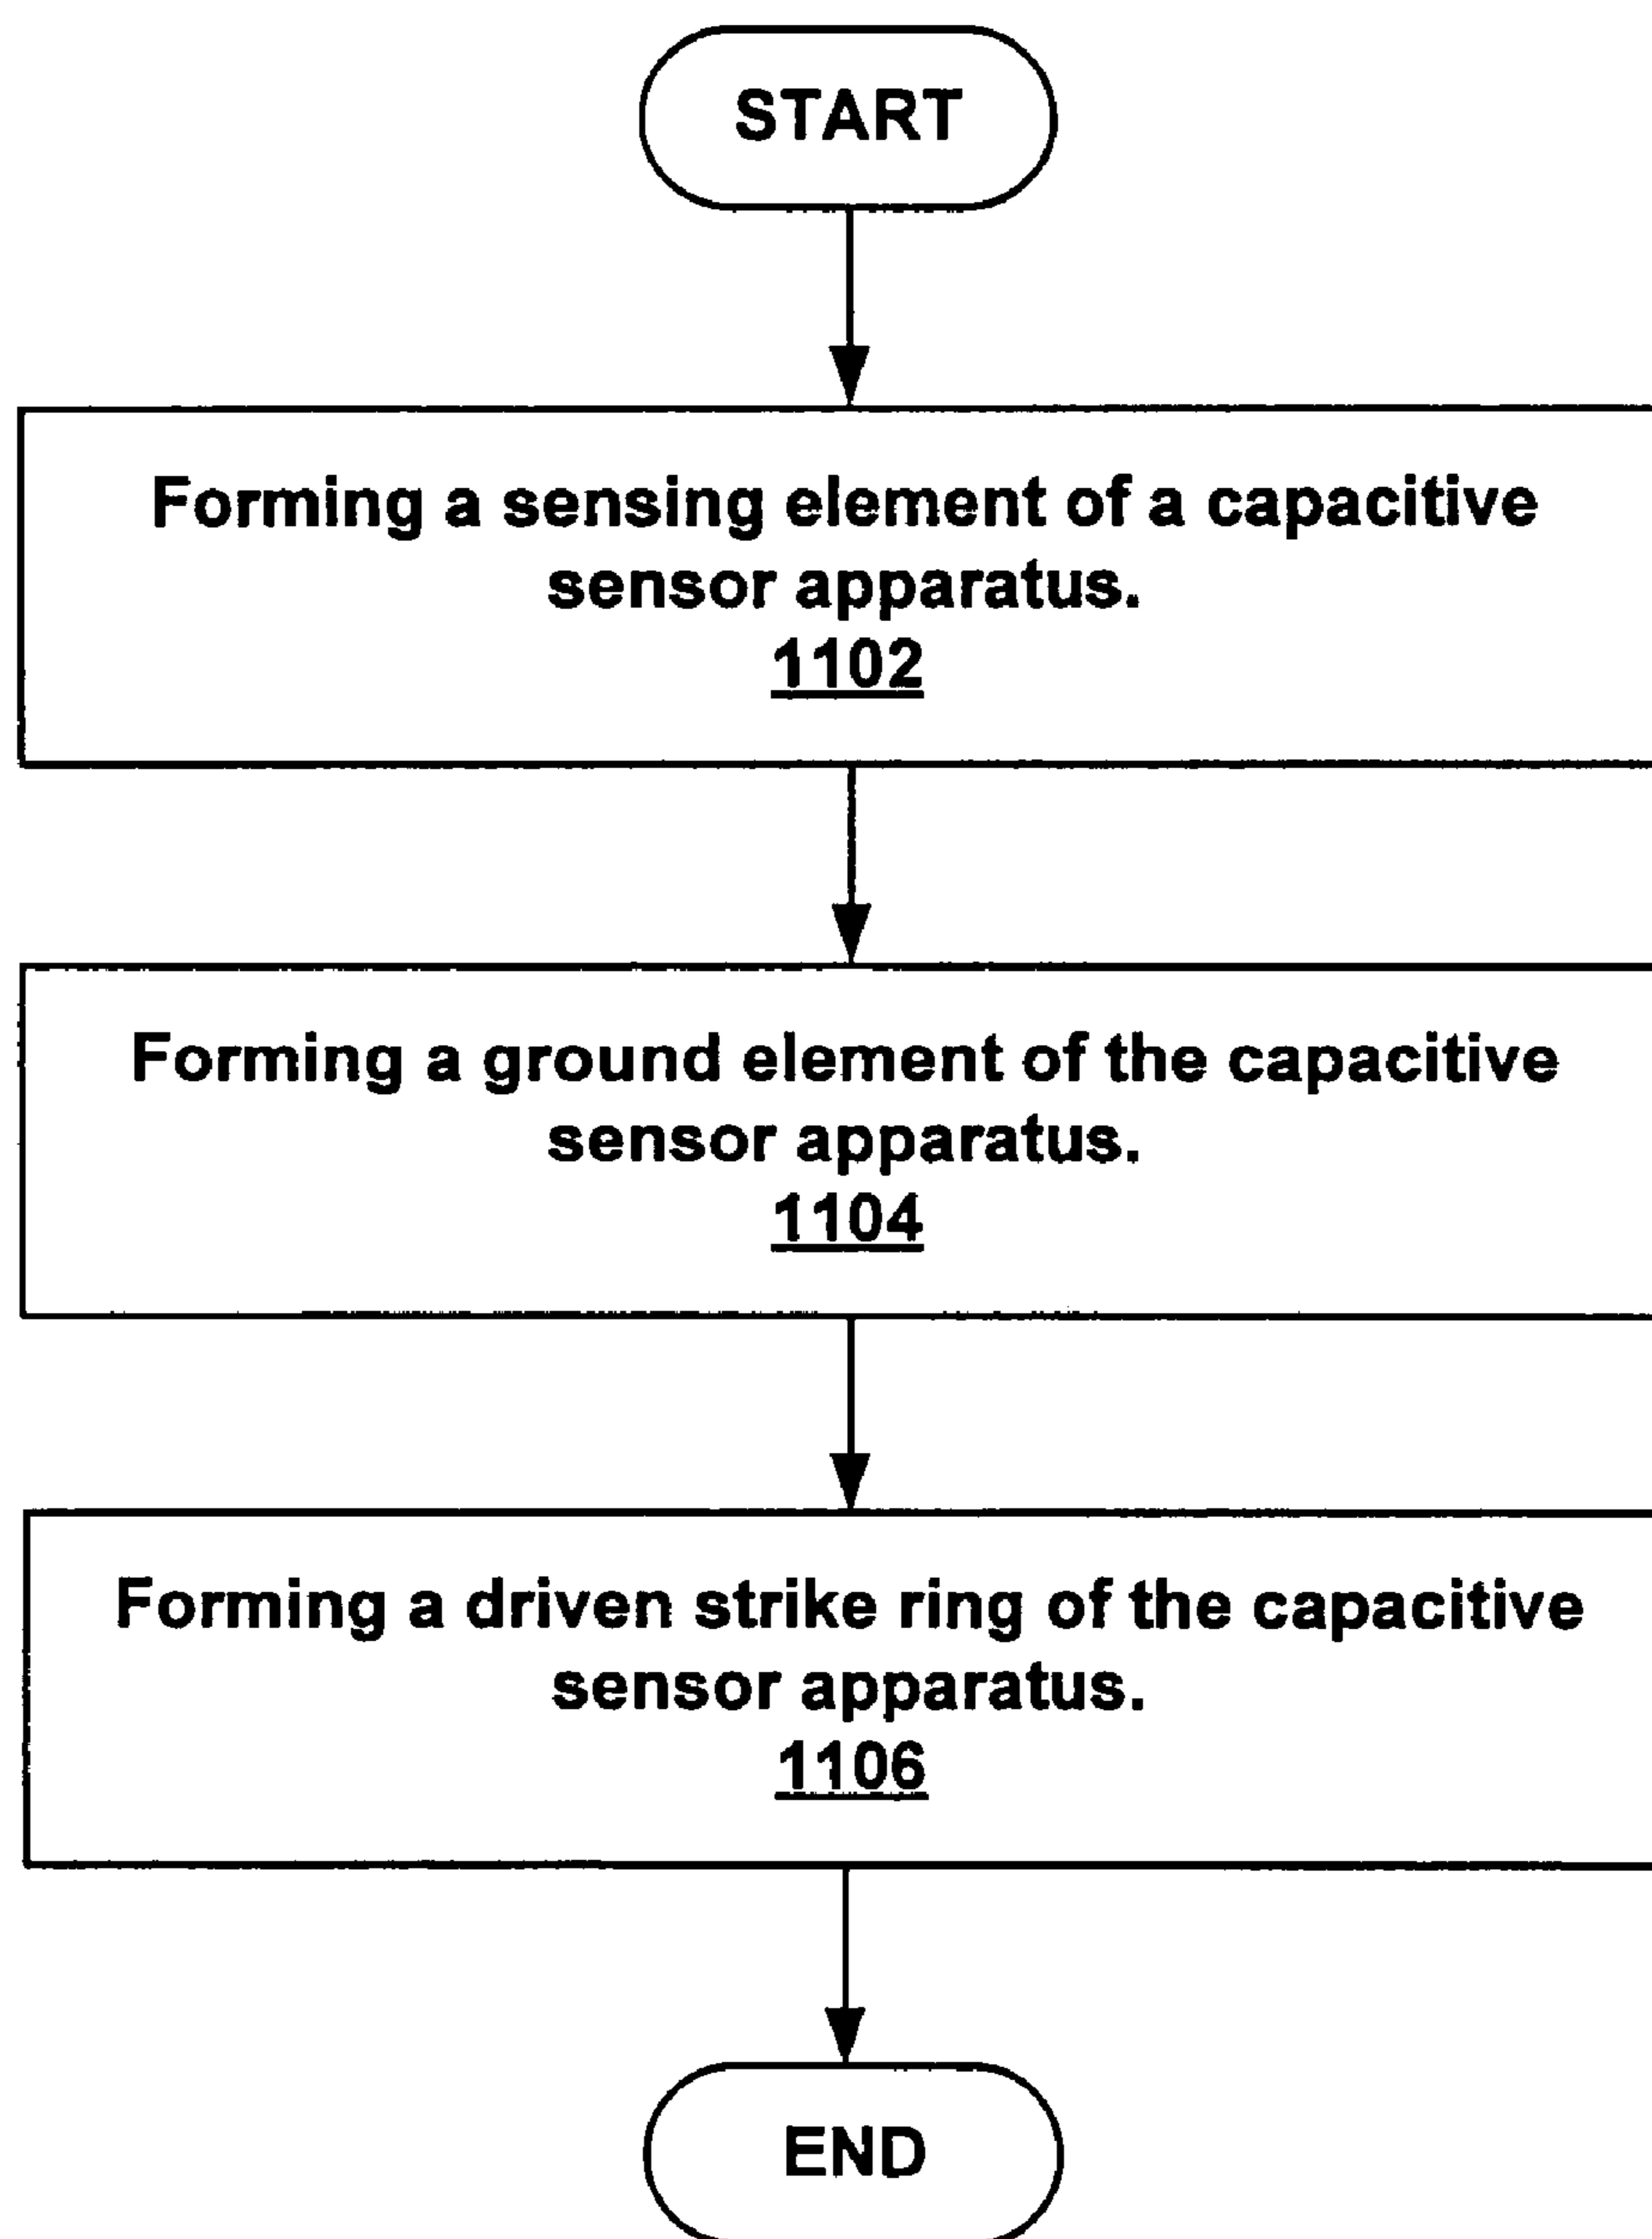 START
Forming a sensing element of a capacitive
sensor apparatus.
1102
Forming a ground element of the capacitive
sensor apparatus.
1104
Forming a driven strike ring of the capacitive
sensor apparatus.
1106
END